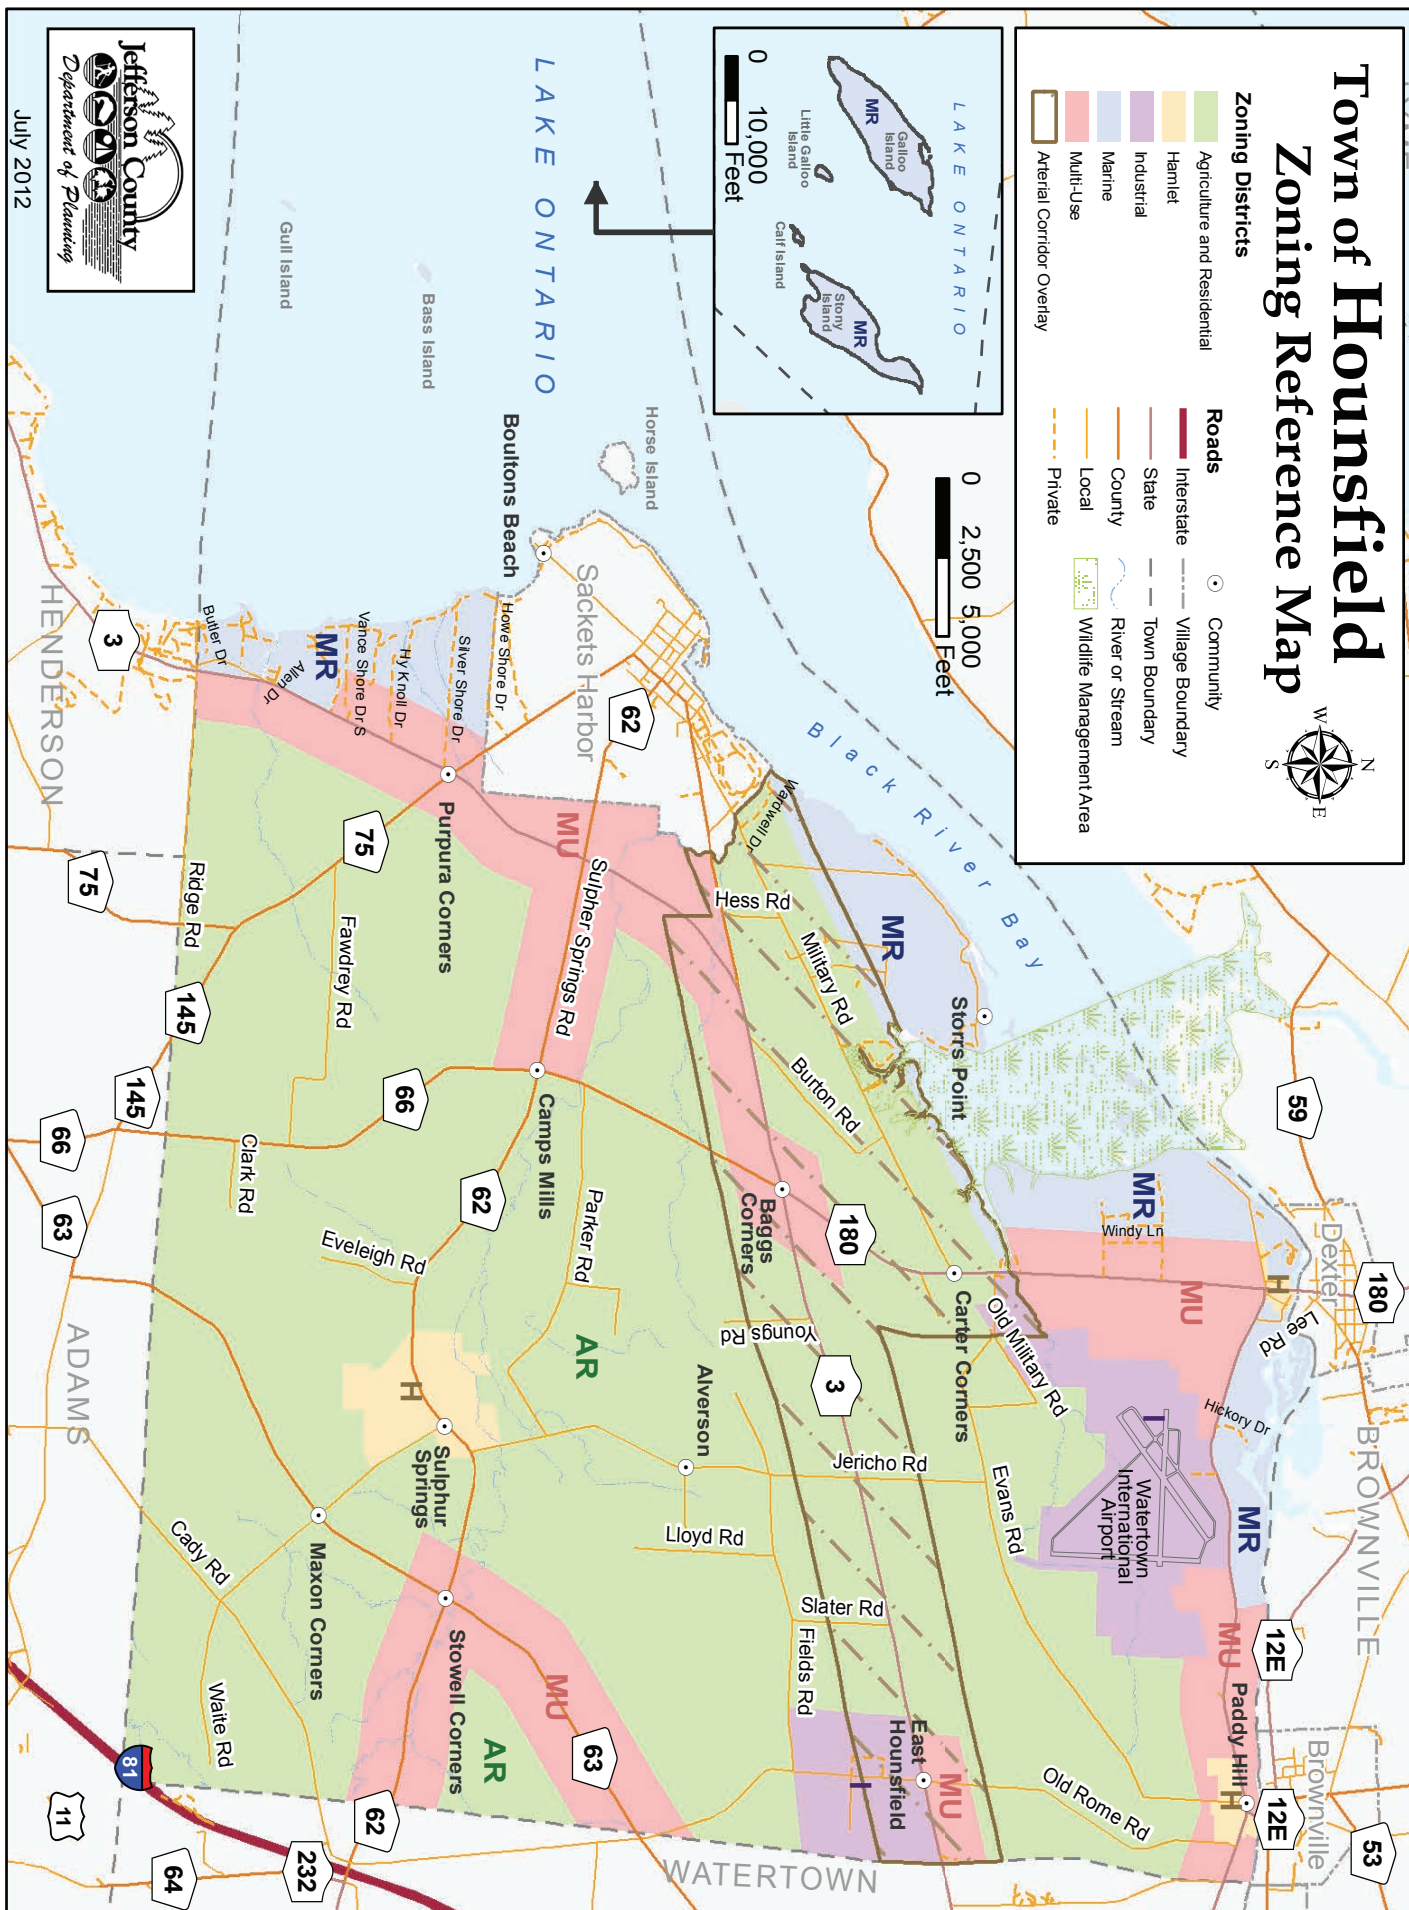 Town of Hounsfield
Zoning Reference Map
N
W
E
S
Zoning Districts
Agriculture and Residential
Hamlet
Industrial
Marine
Multi-Use
Arterial Corridor Overlay
Roads
Interstate
State
County
Local
Private
Community
Village Boundary
Town Boundary
River or Stream
Wildlife Management Area
0 2,500 5,000
Feet
LAKE ONTARIO
MR
Galloo
Island
Little Galloo
Island
Calf Island
Stony
Island
MR
0 10,000
Feet
LAKE ONTARIO
Black River Bay
Horse Island
Bass Island
Gull Island
Boultons Beach
Sackets Harbor
Storrs Point
MR
MR
Windy Ln
Dexter
BROWNVILLE
Brownville
59
180
H
Lee Rd
MU
Hickory Dr
MR
12E
12E
53
MU
Paddy Hill
H
I
Watertown
International
Airport
Old Military Rd
Old Rome Rd
Evans Rd
Carter Corners
Wardwell Dr
Hess Rd
Military Rd
Burton Rd
180
Baggs
Corners
Youngs Rd
3
Jericho Rd
Slater Rd
Fields Rd
East
Hounsfield
MU
I
Alverson
Lloyd Rd
62
MU
Sulpher Springs Rd
Camps Mills
Parker Rd
AR
MU
63
AR
Howe Shore Dr
Silver Shore Dr
Hy Knoll Dr
Vance Shore Dr S
MR
Allen Dr
Butler Dr
Purpura Corners
75
66
62
Eveleigh Rd
H
Sulphur
Springs
Stowell Corners
Maxon Corners
Fawdrey Rd
Clark Rd
Cady Rd
Waite Rd
62
Ridge Rd
145
145
75
66
63
3
HENDERSON
ADAMS
WATERTOWN
81
11
64
232
Jefferson County
Department of Planning
July 2012